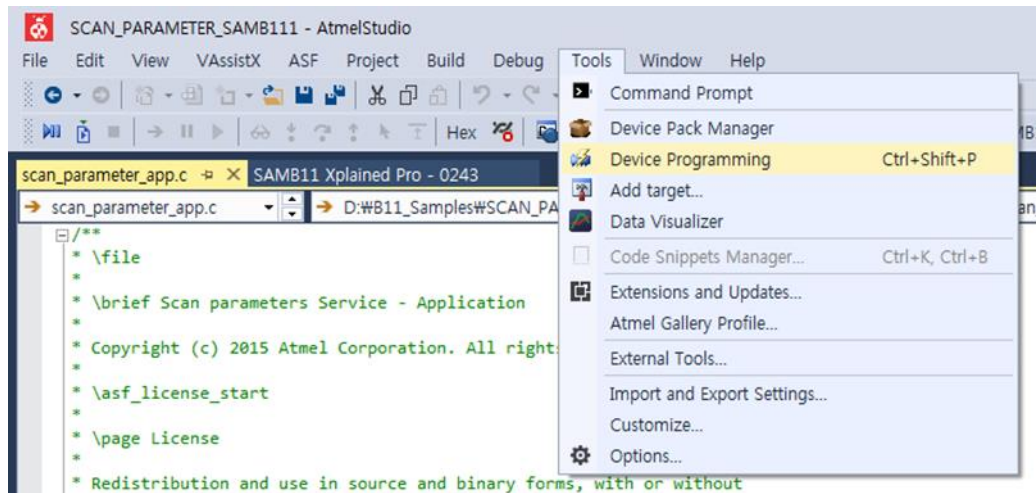 SCAN_PARAMETER_SAMB111 - AtmelStudio
File Edit View VAssistX ASF Project Build Debug Tools Window Help
Hex
Command Prompt
Device Pack Manager
Device Programming Ctrl+Shift+P
Add target...
Data Visualizer
Code Snippets Manager... Ctrl+K, Ctrl+B
Extensions and Updates...
Atmel Gallery Profile...
External Tools...
Import and Export Settings...
Customize...
Options...
scan_parameter_app.c SAMB11 Xplained Pro - 0243
scan_parameter_app.c D:₩B11_Samples₩SCAN_PA
/**
* \file
*
* \brief Scan parameters Service - Application
*
* Copyright (c) 2015 Atmel Corporation. All right
*
* \asf_license_start
*
* \page License
*
* Redistribution and use in source and binary forms, with or without